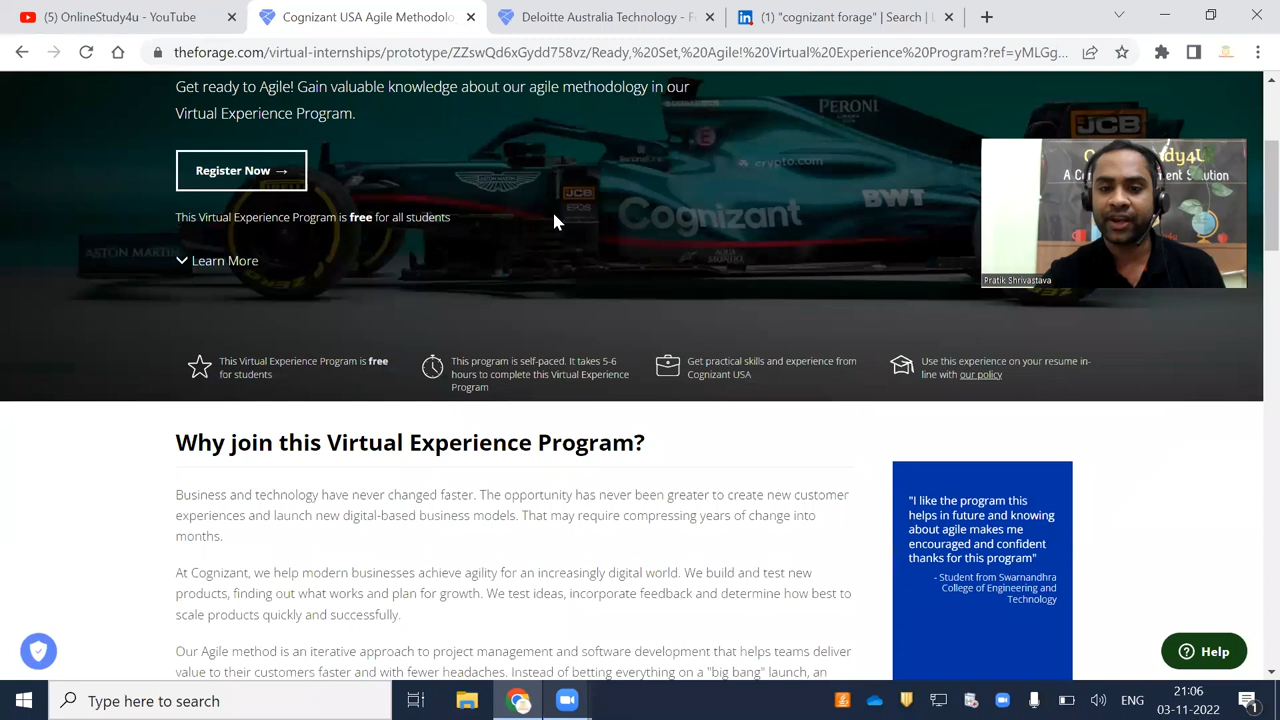 (5) OnlineStudy4u - YouTube
Cognizant USA Agile Methodolo
Deloitte Australia Technology - F
(1) "cognizant forage" | Search | L
theforage.com/virtual-internships/prototype/ZZswQd6xGydd758vz/Ready,%20Set,%20Agile!%20Virtual%20Experience%20Program?ref=yMLGg...
Get ready to Agile! Gain valuable knowledge about our agile methodology in our
Virtual Experience Program.
Register Now →
This Virtual Experience Program is free for all students
Learn More
PERONI
crypto.com
JCB
JCB
Cognizant
BWT
ASTON MARTIN
A Co
ent Solution
Pratik Shrivastava
This Virtual Experience Program is free
for students
This program is self-paced. It takes 5-6
hours to complete this Virtual Experience
Program
Get practical skills and experience from
Cognizant USA
Use this experience on your resume in-
line with our policy
Why join this Virtual Experience Program?
Business and technology have never changed faster. The opportunity has never been greater to create new customer
experiences and launch new digital-based business models. That may require compressing years of change into
months.
At Cognizant, we help modern businesses achieve agility for an increasingly digital world. We build and test new
products, finding what works and plan for growth. We test ideas, incorporate feedback and determine how best to
scale products quickly and successfully.
Our Agile method is an iterative approach to project management and software development that helps teams deliver
value to their customers faster and with fewer headaches. Instead of betting everything on a "big bang" launch, an
"I like the program this
helps in future and knowing
about agile makes me
encouraged and confident
thanks for this program"
- Student from Swarnandhra
College of Engineering and
Technology
Help
Type here to search
ENG
21:06
03-11-2022
1